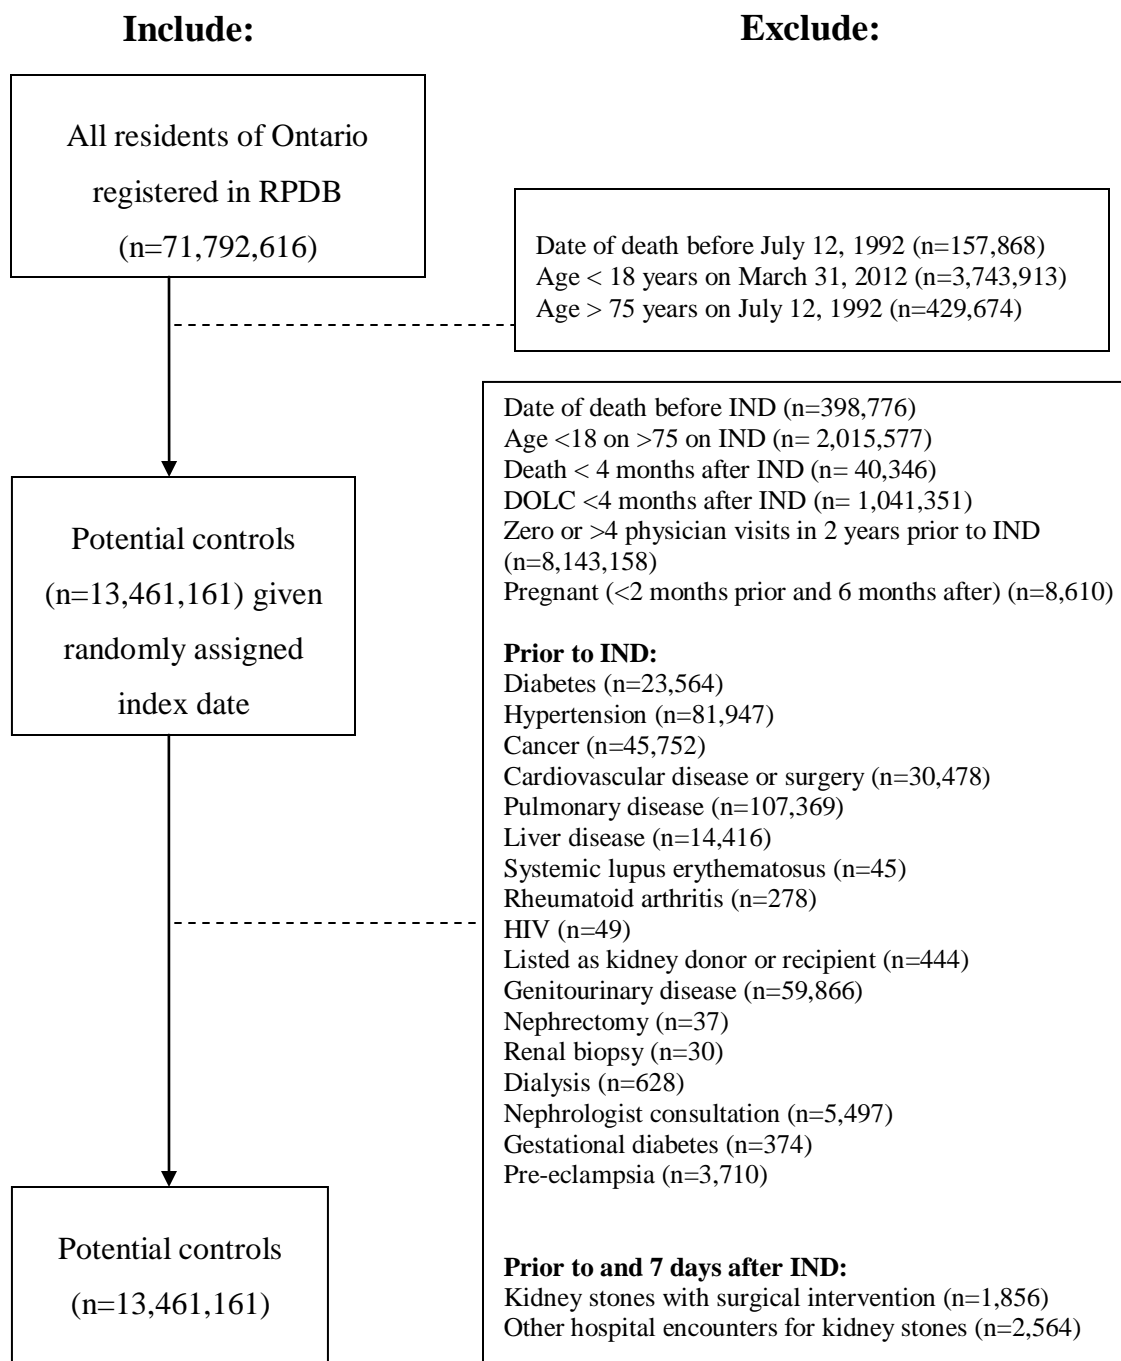 Include:
Exclude:
All residents of Ontario
registered in RPDB
(n=71,792,616)
Date of death before July 12, 1992 (n=157,868)
Age < 18 years on March 31, 2012 (n=3,743,913)
Age > 75 years on July 12, 1992 (n=429,674)
Potential controls
(n=13,461,161) given
randomly assigned
index date
Date of death before IND (n=398,776)
Age <18 on >75 on IND (n= 2,015,577)
Death < 4 months after IND (n= 40,346)
DOLC <4 months after IND (n= 1,041,351)
Zero or >4 physician visits in 2 years prior to IND
(n=8,143,158)
Pregnant (<2 months prior and 6 months after) (n=8,610)
Prior to IND:
Diabetes (n=23,564)
Hypertension (n=81,947)
Cancer (n=45,752)
Cardiovascular disease or surgery (n=30,478)
Pulmonary disease (n=107,369)
Liver disease (n=14,416)
Systemic lupus erythematosus (n=45)
Rheumatoid arthritis (n=278)
HIV (n=49)
Listed as kidney donor or recipient (n=444)
Genitourinary disease (n=59,866)
Nephrectomy (n=37)
Renal biopsy (n=30)
Dialysis (n=628)
Nephrologist consultation (n=5,497)
Gestational diabetes (n=374)
Pre-eclampsia (n=3,710)
Prior to and 7 days after IND:
Kidney stones with surgical intervention (n=1,856)
Other hospital encounters for kidney stones (n=2,564)
Potential controls
(n=13,461,161)